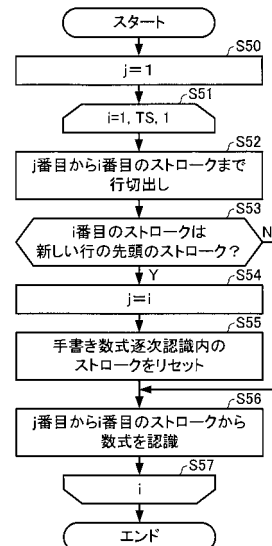 スタート
S50
j=1
S51
i=1, TS, 1
S52
j番目からi番目のストロークまで
行切出し
S53
i番目のストロークは
新しい行の先頭のストローク?
N
Y
S54
j=i
S55
手書き数式逐次認識内の
ストロークをリセット
S56
j番目からi番目のストロークから
数式を認識
S57
i
エンド